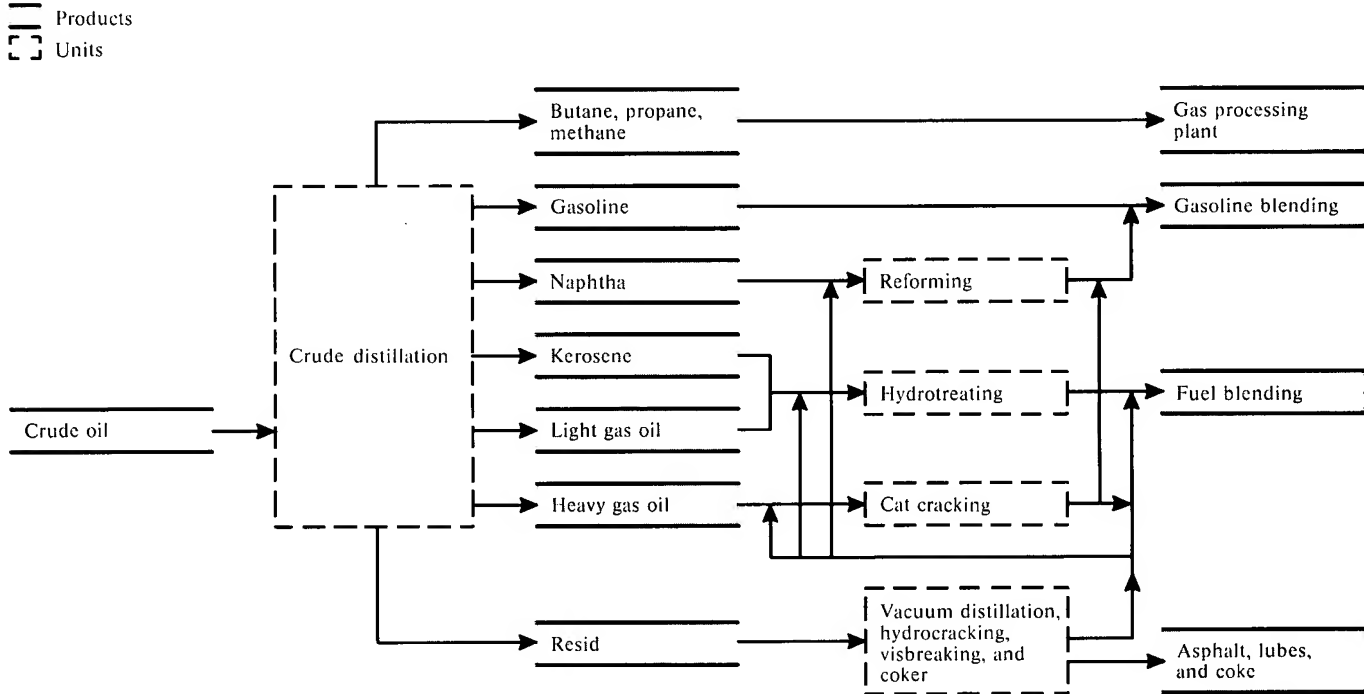 Products
Units
Butane, propane,
methane
Gas processing
plant
Gasoline
Gasoline blending
Naphtha
Reforming
Crude distillation
Kerosene
Hydrotreating
Fuel blending
Crude oil
Light gas oil
Heavy gas oil
Cat cracking
Resid
Vacuum distillation,
hydrocracking,
visbreaking, and
coker
Asphalt, lubes,
and coke